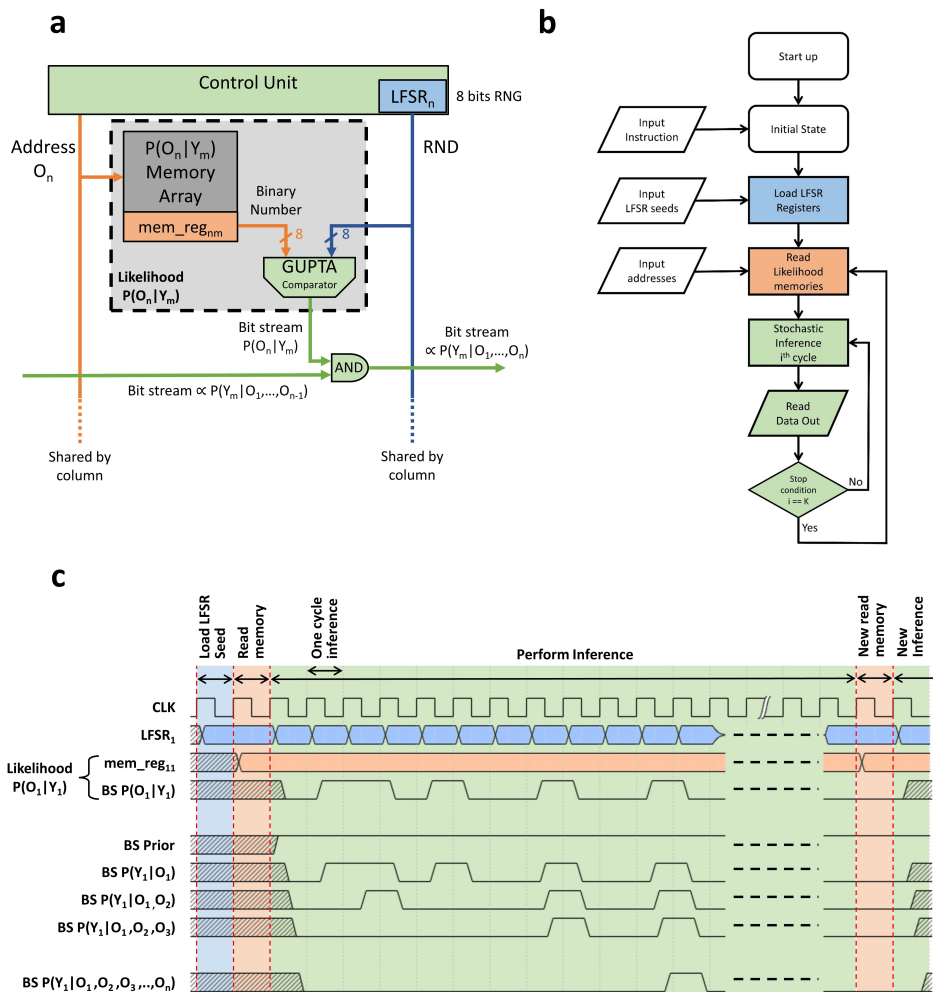 a
Control Unit
LFSRn
8 bits RNG
Address
On
RND
P(On|Ym)
Memory
Array
mem_regnm
Binary
Number
8
8
GUPTA
Comparator
Likelihood
P(On|Ym)
Bit stream
P(On|Ym)
Bit stream
∝ P(Ym|O1,...,On)
AND
Bit stream ∝ P(Ym|O1,...,On-1)
Shared by
column
Shared by
column
b
Start up
Input
Instruction
Initial State
Input
LFSR seeds
Load LFSR
Registers
Input
addresses
Read
Likelihood
memories
Stochastic
Inference
ith cycle
Read
Data Out
Stop
condition
i == K
No
Yes
c
Load LFSR
Seed
Read
memory
One cycle
inference
Perform Inference
New read
memory
New
Inference
CLK
LFSR1
Likelihood
P(O1|Y1)
mem_reg11
BS P(O1|Y1)
BS Prior
BS P(Y1|O1)
BS P(Y1|O1,O2)
BS P(Y1|O1,O2,O3)
BS P(Y1|O1,O2,O3,..,On)